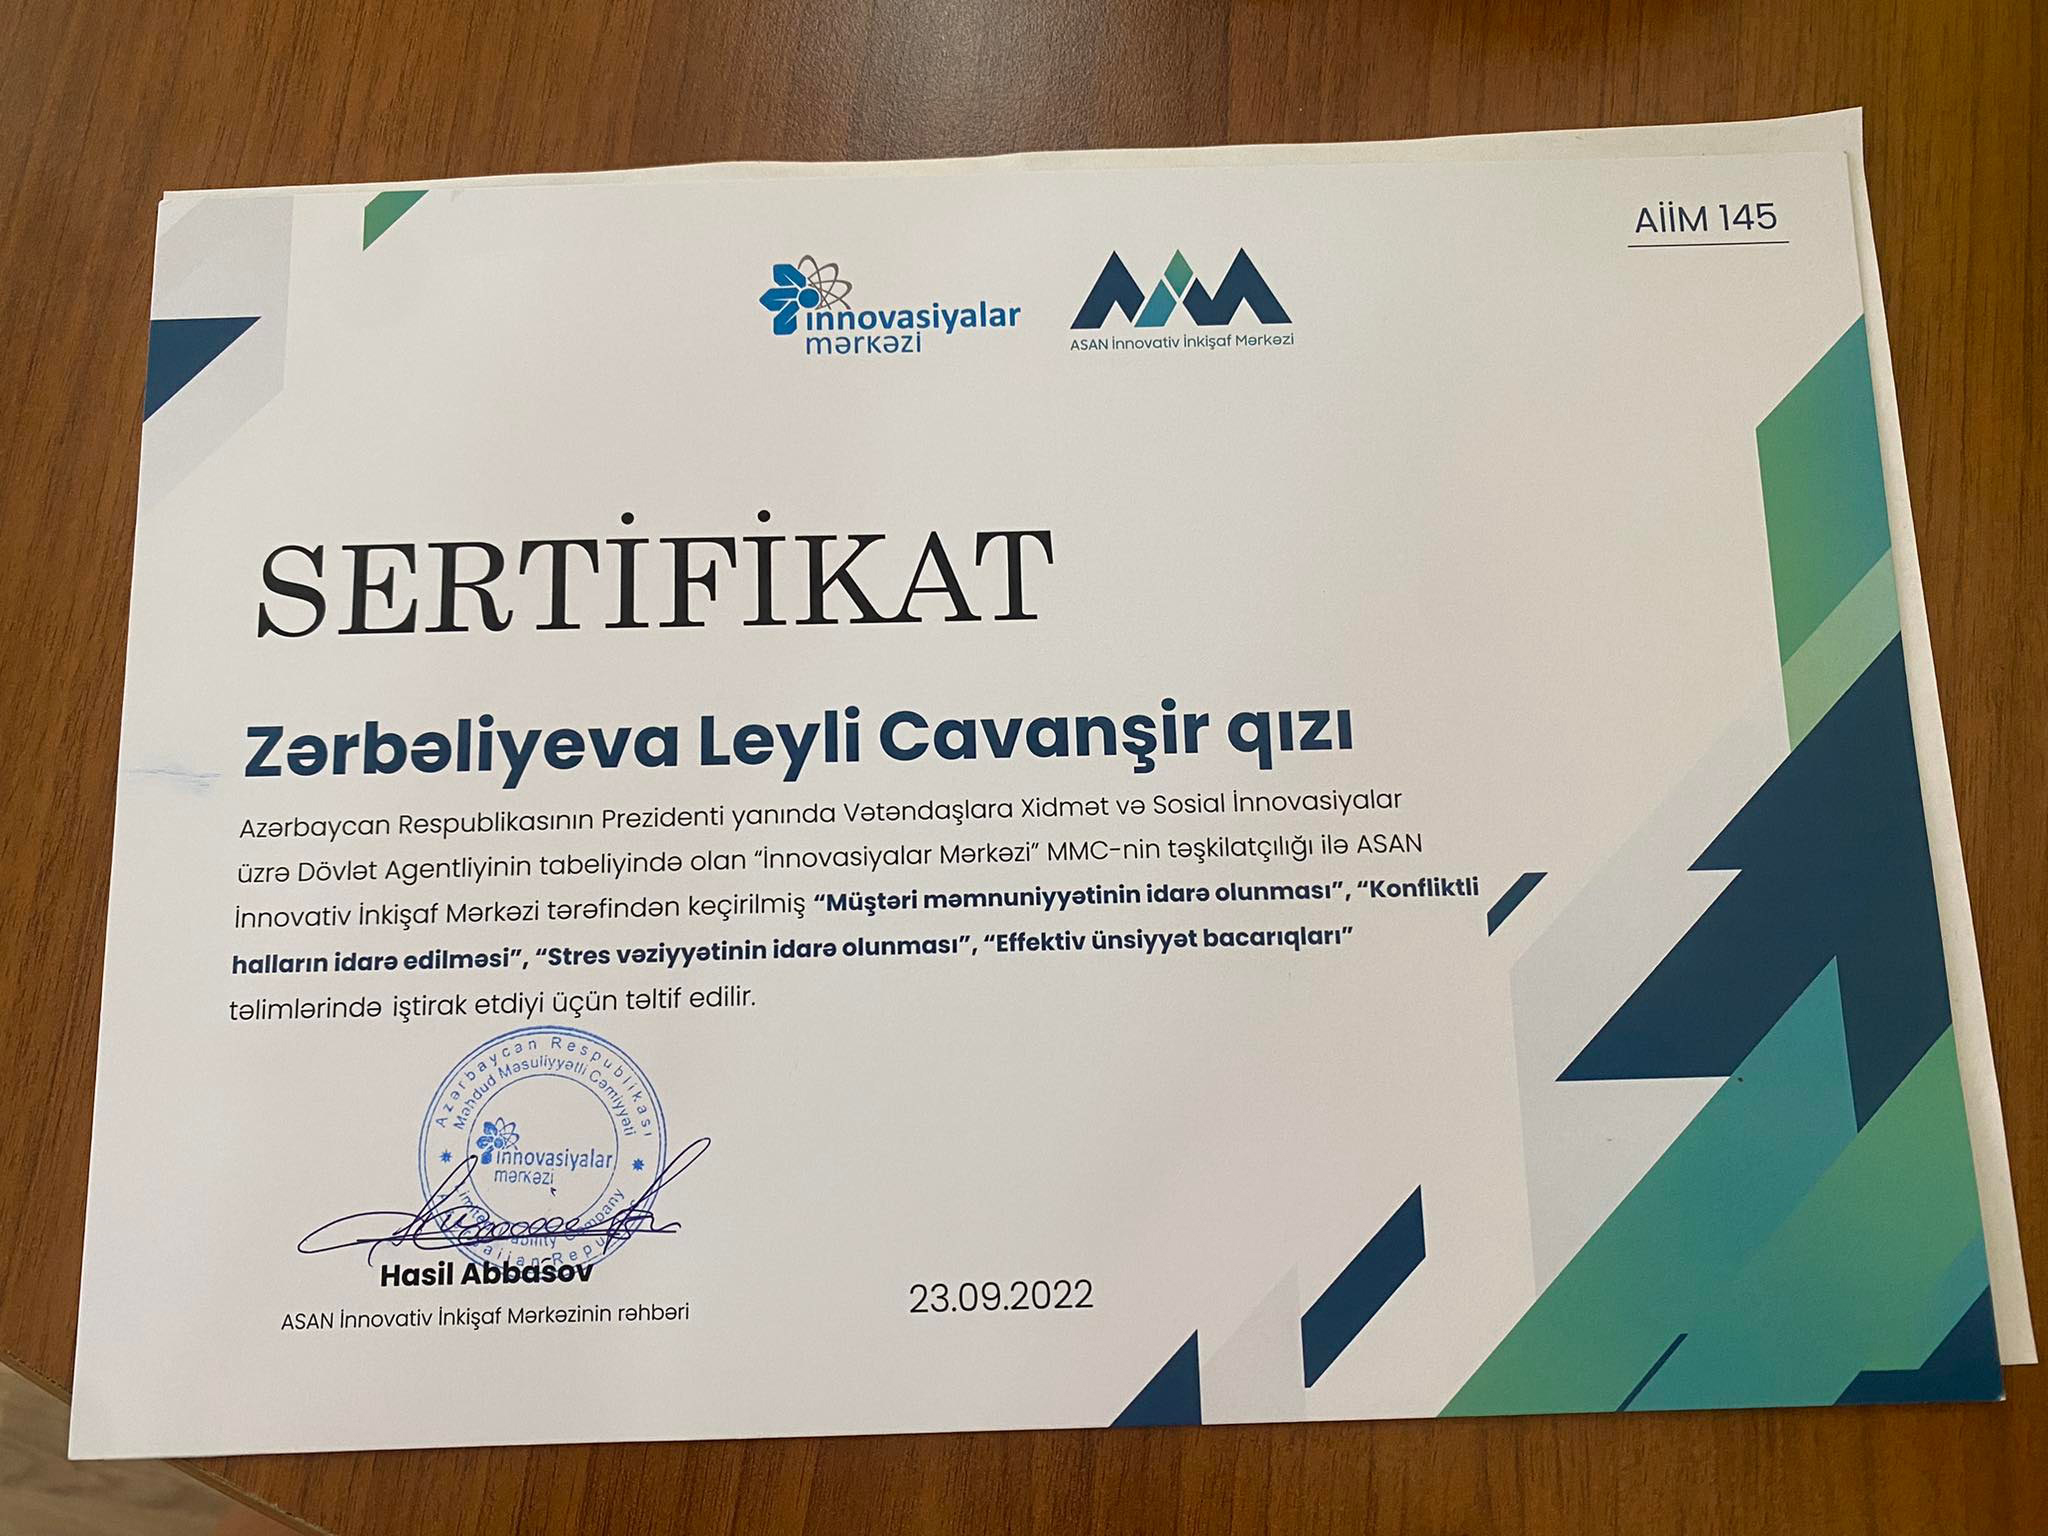 AİİM 145
innovasiyalar
mərkəzi
ASAN İnnovativ İnkişaf Mərkəzi
SERTİFİKAT
Zərbəliyeva Leyli Cavanşir qızı
Azərbaycan Respublikasının Prezidenti yanında Vətəndaşlara Xidmət və Sosial İnnovasiyalar
üzrə Dövlət Agentliyinin tabeliyində olan “İnnovasiyalar Mərkəzi” MMC-nin təşkilatçılığı ilə ASAN
İnnovativ İnkişaf Mərkəzi tərəfindən keçirilmiş “Müştəri məmnuniyyətinin idarə olunması”, “Konfliktli
halların idarə edilməsi”, “Stres vəziyyətinin idarə olunması”, “Effektiv ünsiyyət bacarıqları”
təlimlərində iştirak etdiyi üçün təltif edilir.
Azərbaycan Respublikası
Məhdud Məsuliyyətli Cəmiyyəti
innovasiyalar
mərkəzi
Hasil Abbasov
ASAN İnnovativ İnkişaf Mərkəzinin rəhbəri
23.09.2022